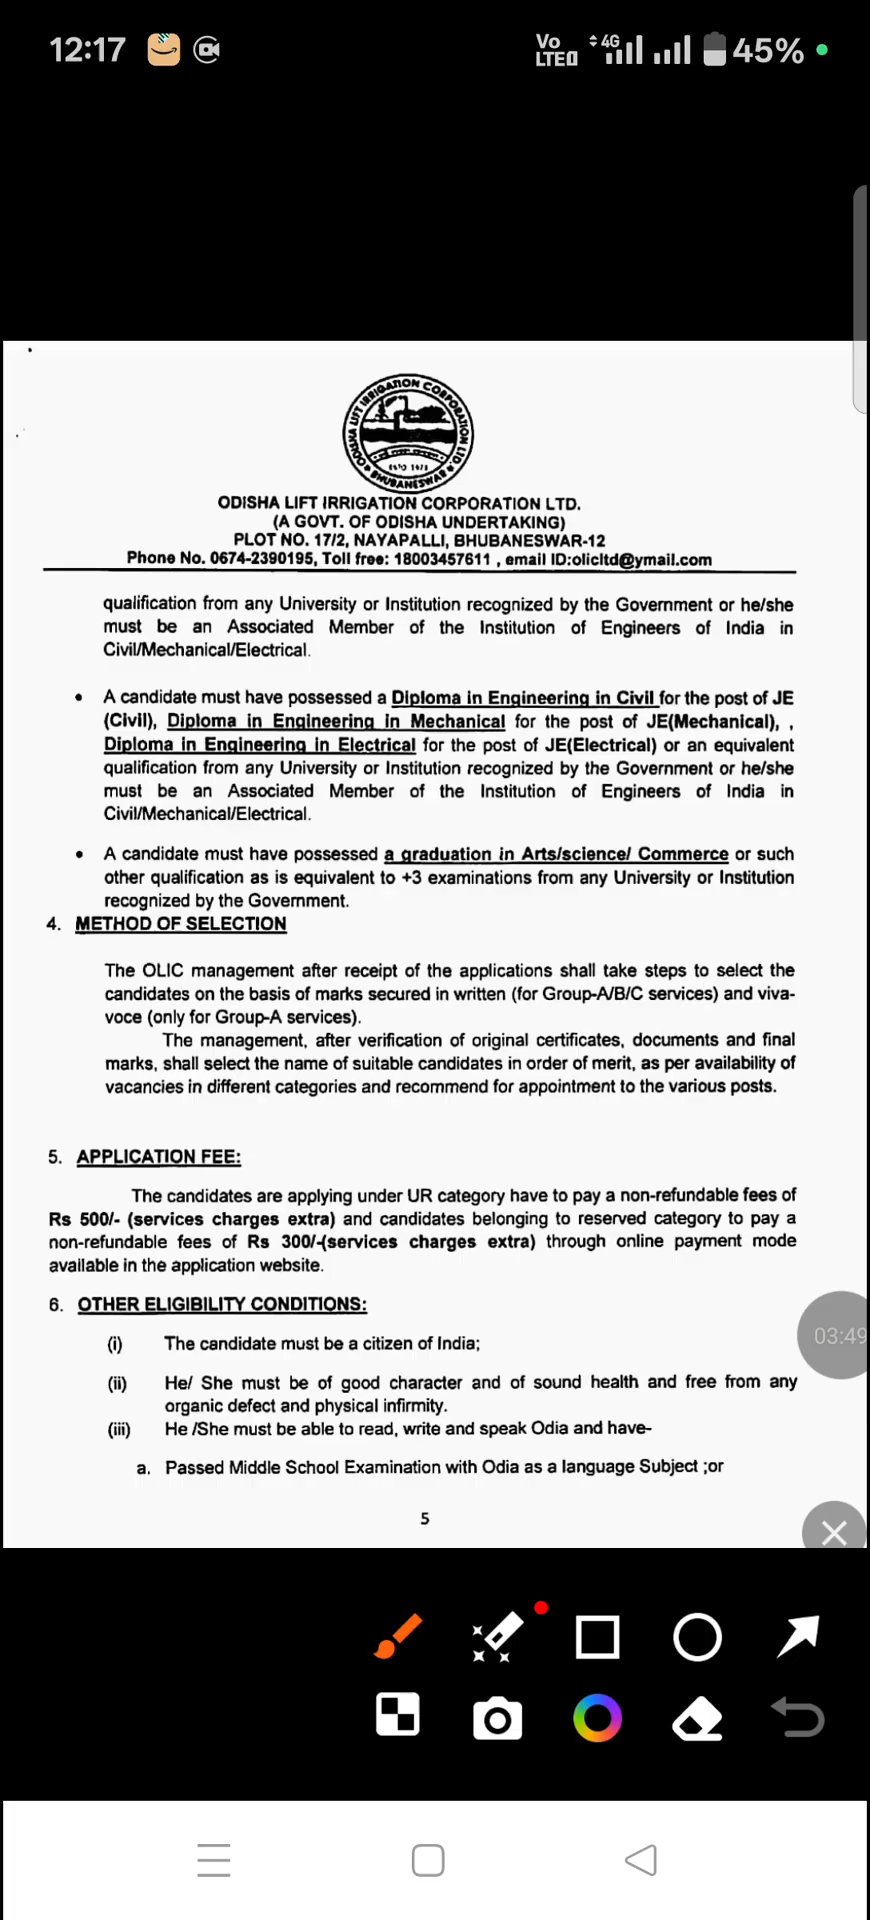 12:17
Vo
LTE
4G
45%
ODISHA LIFT IRRIGATION CORPORATION LTD.
BHUBANESWAR
ESTD 1973
ODISHA LIFT IRRIGATION CORPORATION LTD.
(A GOVT. OF ODISHA UNDERTAKING)
PLOT NO. 17/2, NAYAPALLI, BHUBANESWAR-12
Phone No. 0674-2390195, Toll free: 18003457611 , email ID:olicltd@ymail.com
qualification from any University or Institution recognized by the Government or he/she
must be an Associated Member of the Institution of Engineers of India in
Civil/Mechanical/Electrical.
• A candidate must have possessed a Diploma in Engineering in Civil for the post of JE
(Civil), Diploma in Engineering in Mechanical for the post of JE(Mechanical), ,
Diploma in Engineering in Electrical for the post of JE(Electrical) or an equivalent
qualification from any University or Institution recognized by the Government or he/she
must be an Associated Member of the Institution of Engineers of India in
Civil/Mechanical/Electrical.
• A candidate must have possessed a graduation in Arts/science/ Commerce or such
other qualification as is equivalent to +3 examinations from any University or Institution
recognized by the Government.
4. METHOD OF SELECTION
The OLIC management after receipt of the applications shall take steps to select the
candidates on the basis of marks secured in written (for Group-A/B/C services) and viva-
voce (only for Group-A services).
The management, after verification of original certificates, documents and final
marks, shall select the name of suitable candidates in order of merit, as per availability of
vacancies in different categories and recommend for appointment to the various posts.
5. APPLICATION FEE:
The candidates are applying under UR category have to pay a non-refundable fees of
Rs 500/- (services charges extra) and candidates belonging to reserved category to pay a
non-refundable fees of Rs 300/-(services charges extra) through online payment mode
available in the application website.
6. OTHER ELIGIBILITY CONDITIONS:
(i) The candidate must be a citizen of India;
03:49
(ii) He/ She must be of good character and of sound health and free from any
organic defect and physical infirmity.
(iii) He /She must be able to read, write and speak Odia and have-
a. Passed Middle School Examination with Odia as a language Subject ;or
5